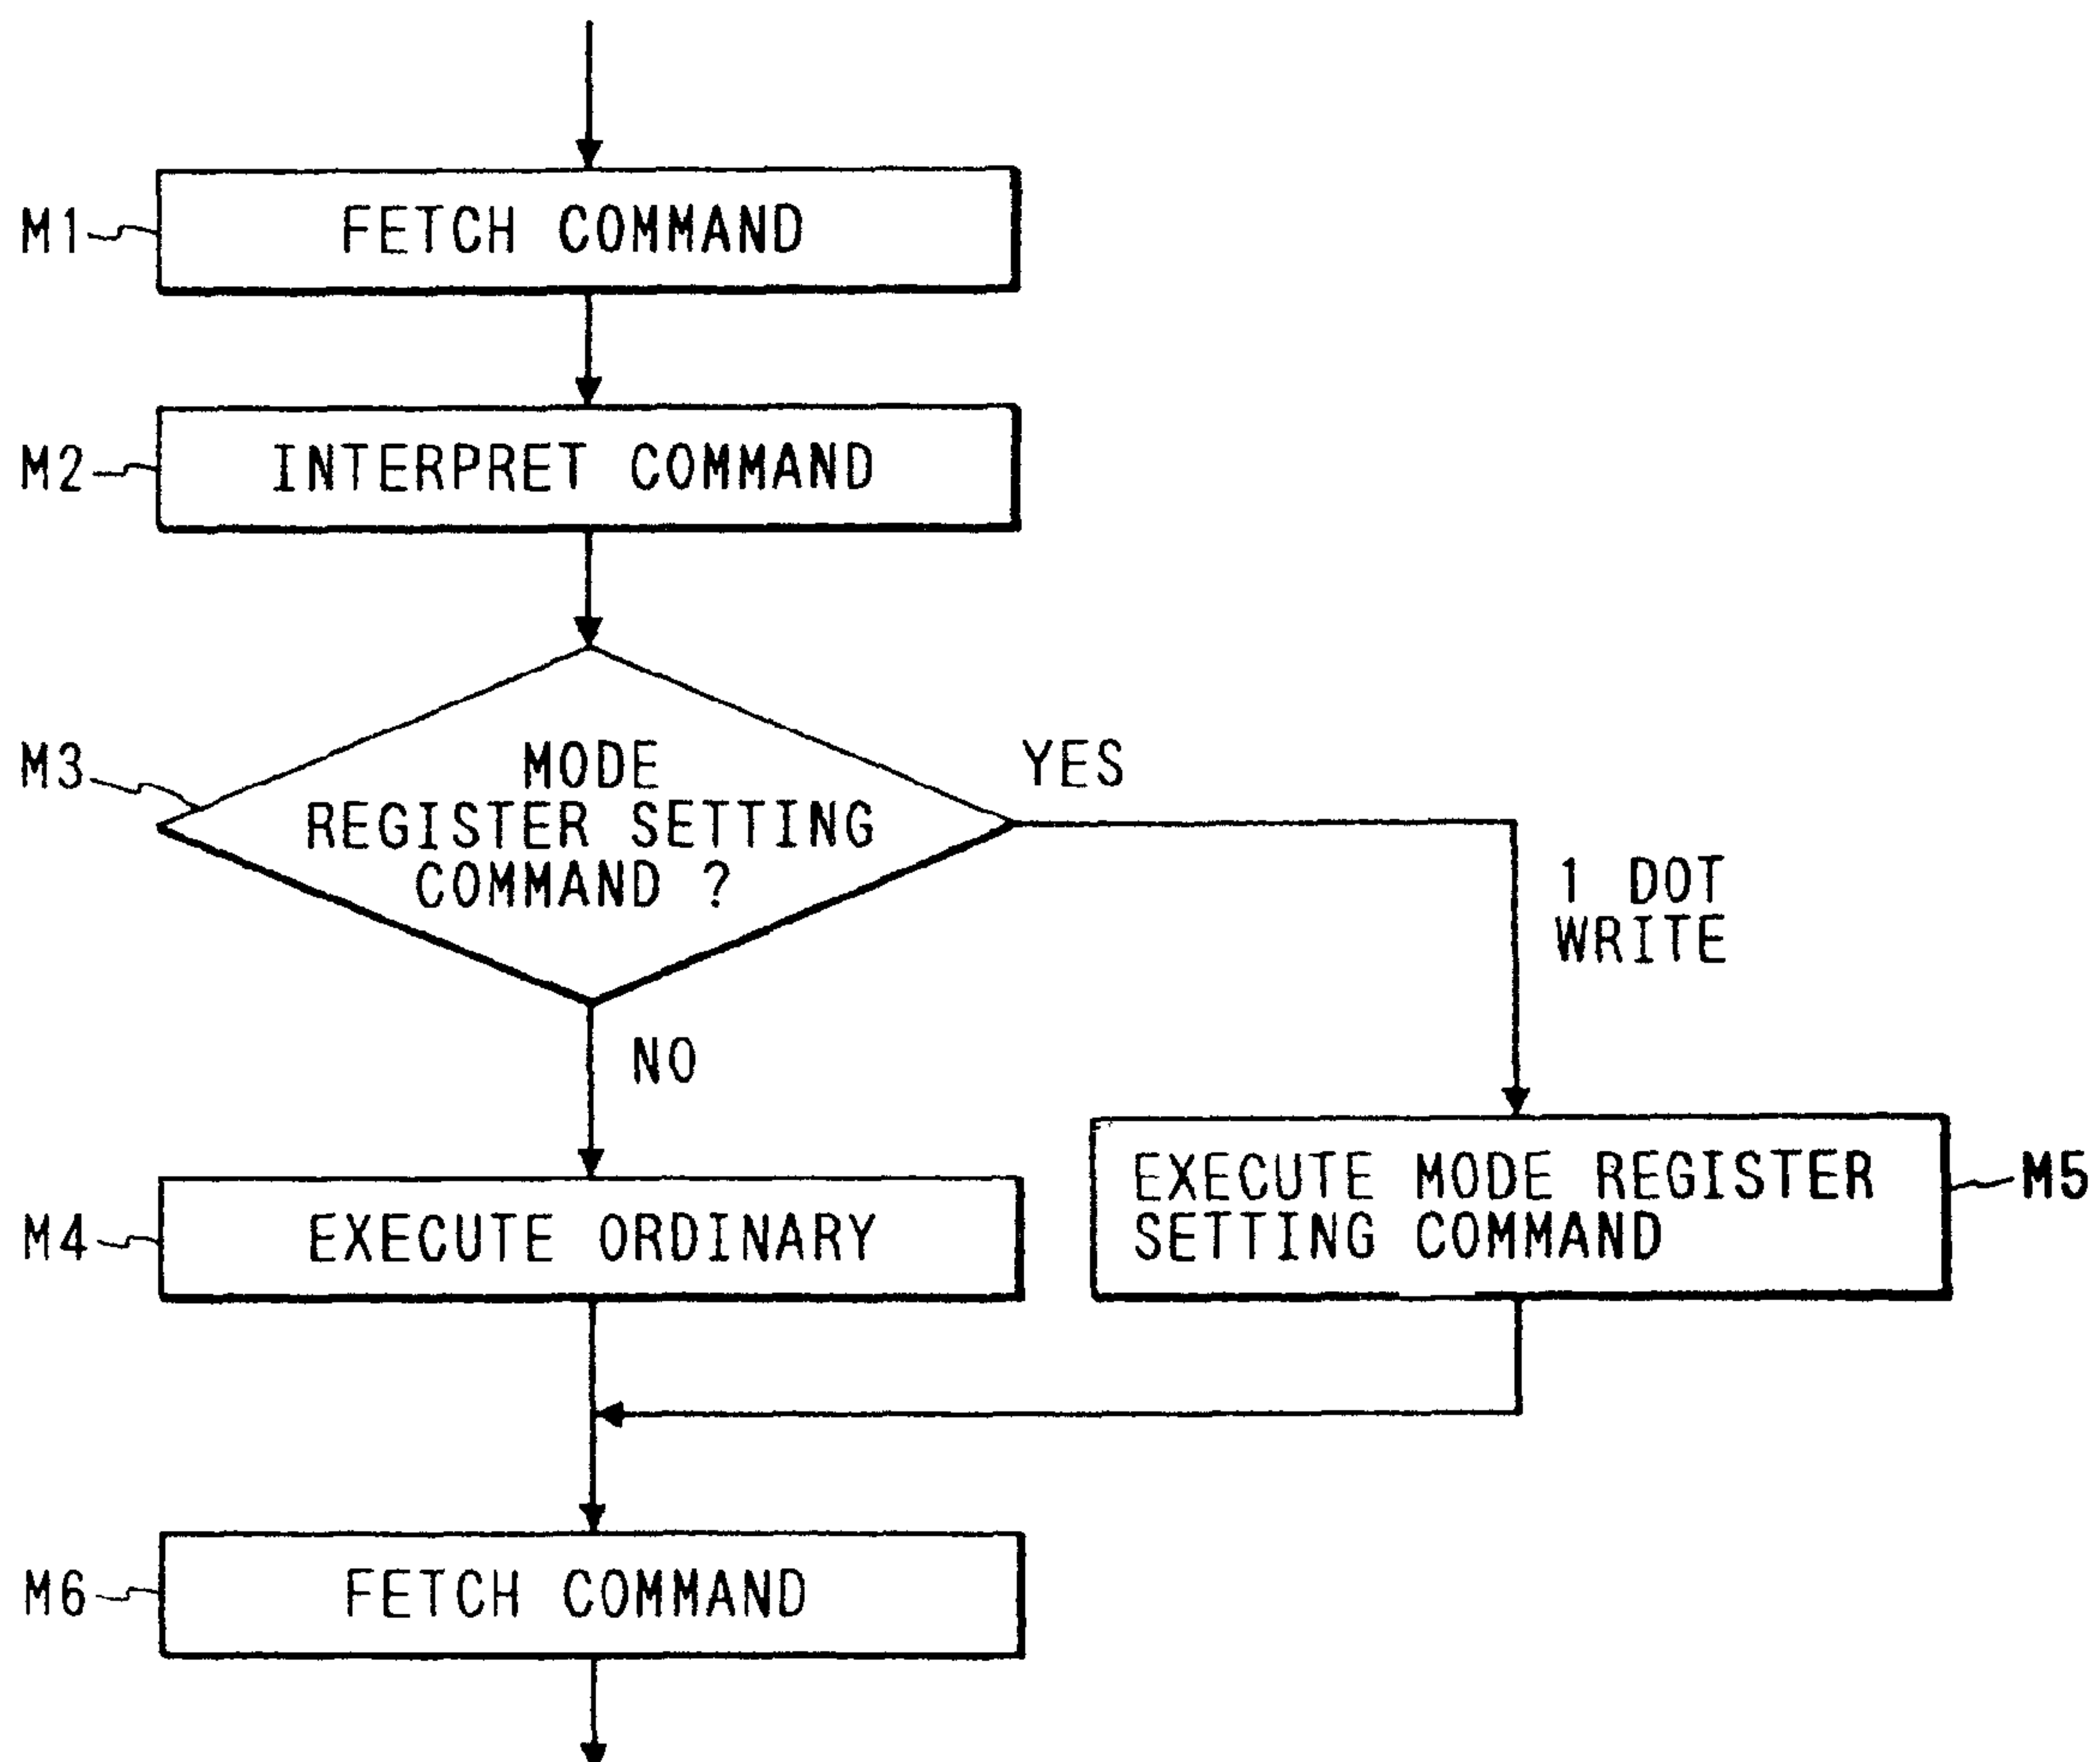 M1
FETCH COMMAND
M2
INTERPRET COMMAND
M3
MODE
REGISTER SETTING
COMMAND ?
YES
1 DOT
WRITE
NO
M4
EXECUTE ORDINARY
EXECUTE MODE REGISTER
SETTING COMMAND
M5
M6
FETCH COMMAND